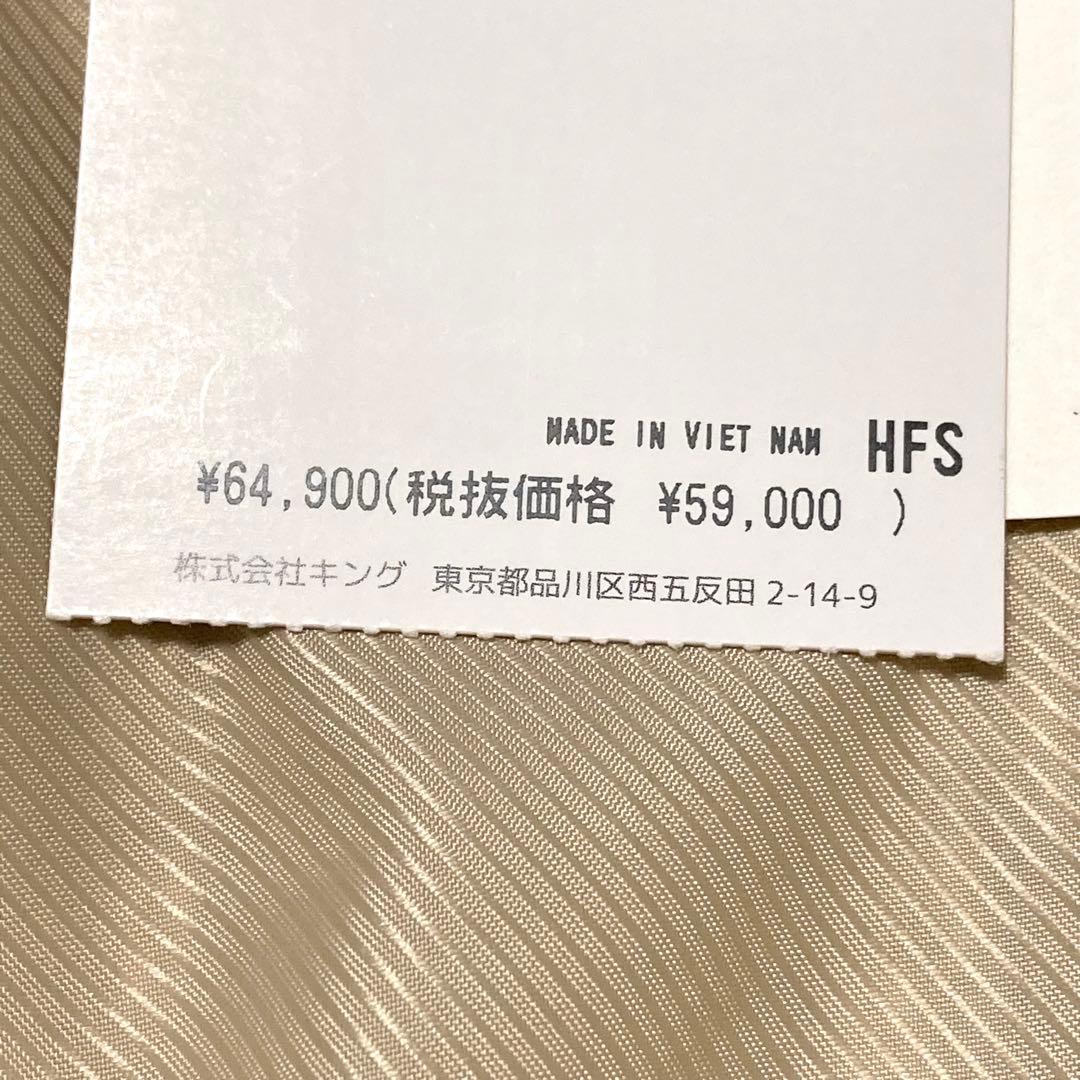 MADE IN VIET NAM HFS
¥64,900(税抜価格 ¥59,000 )
株式会社キング 東京都品川区西五反田 2-14-9